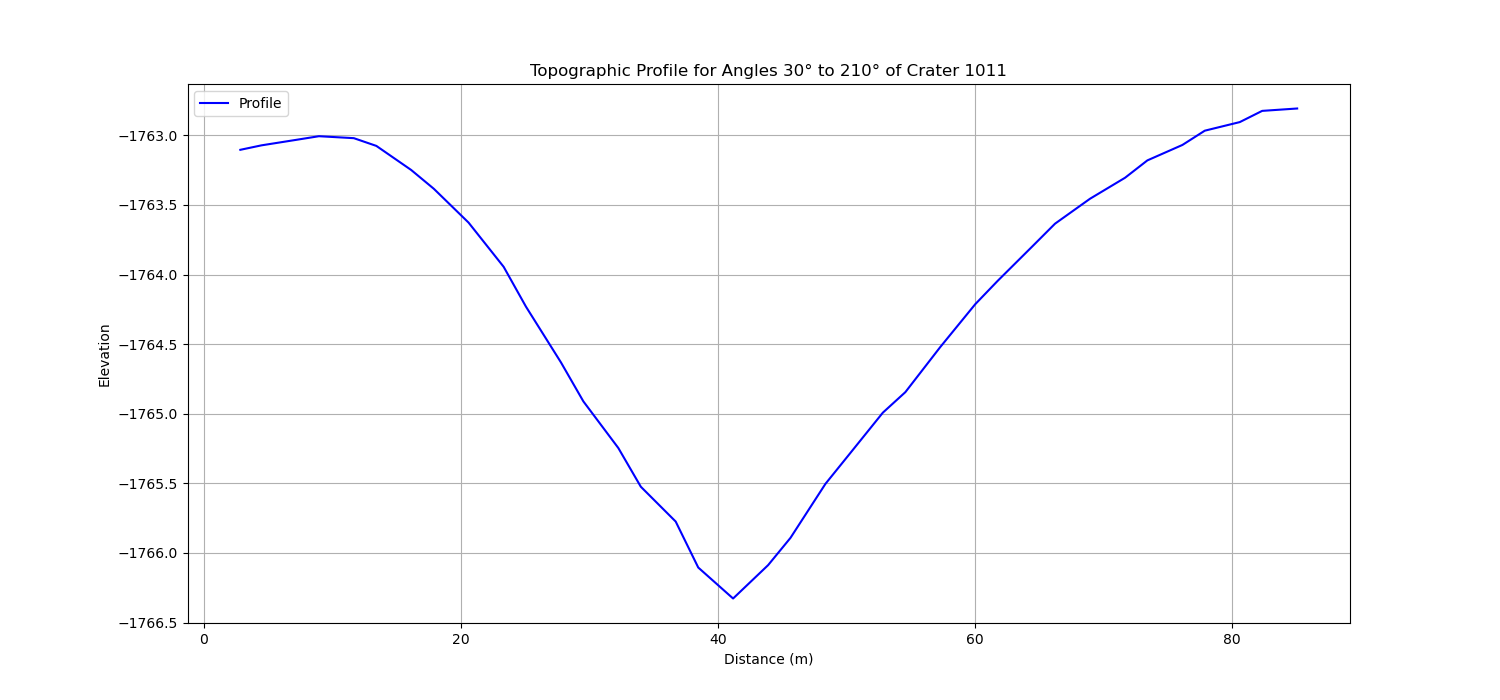 Topographic Profile for Angles 30° to 210° of Crater 1011
Profile
−1763.0
−1763.5
−1764.0
−1764.5
−1765.0
−1765.5
−1766.0
−1766.5
Elevation
0 20 40 60 80
Distance (m)